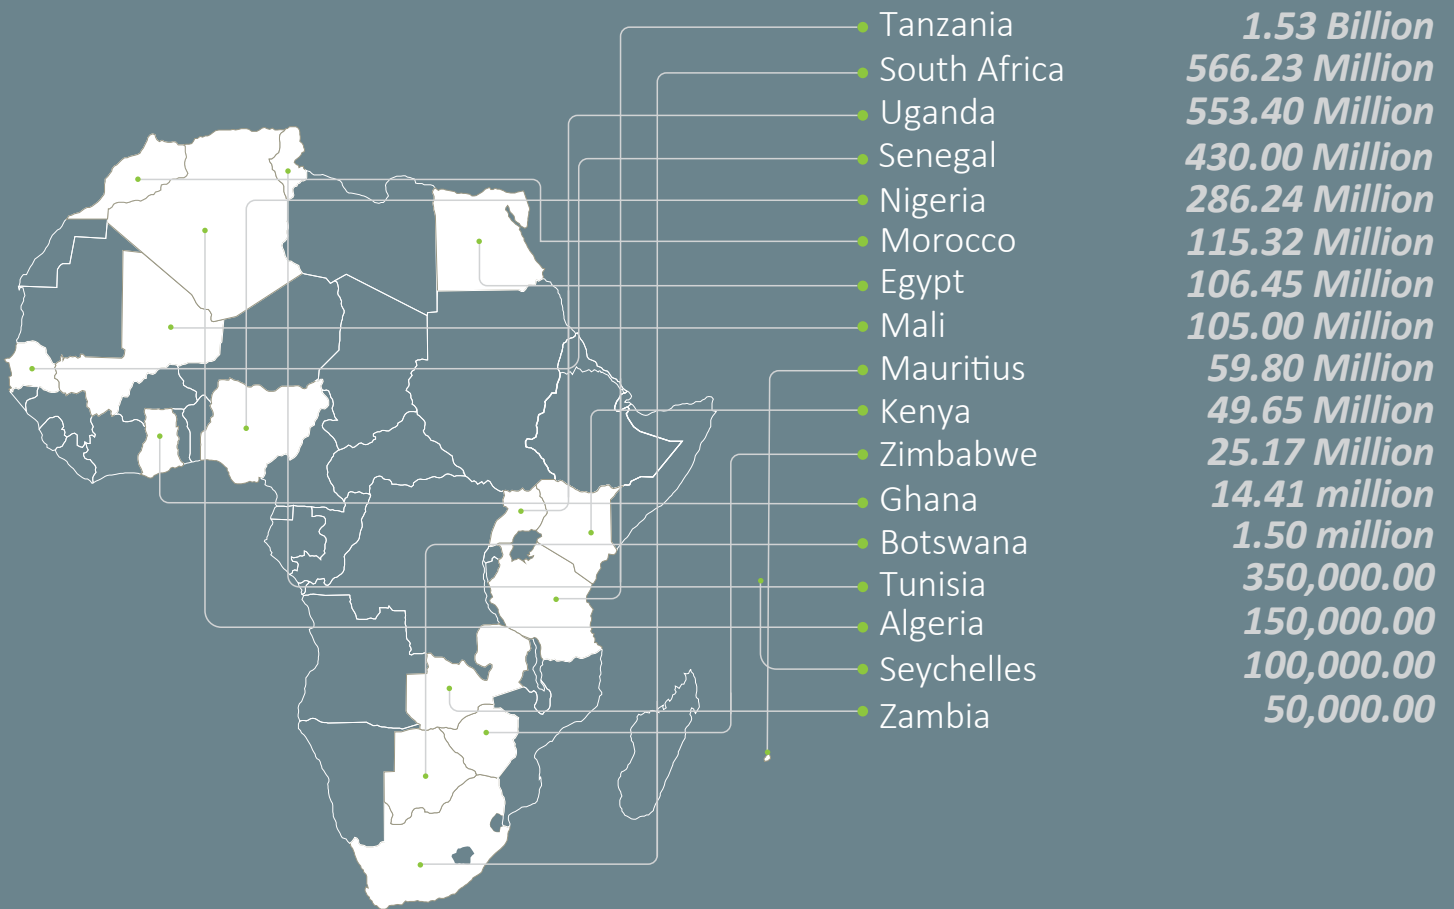 Tanzania 1.53 Billion
South Africa 566.23 Million
Uganda 553.40 Million
Senegal 430.00 Million
Nigeria 286.24 Million
Morocco 115.32 Million
Egypt 106.45 Million
Mali 105.00 Million
Mauritius 59.80 Million
Kenya 49.65 Million
Zimbabwe 25.17 Million
Ghana 14.41 million
Botswana 1.50 million
Tunisia 350,000.00
Algeria 150,000.00
Seychelles 100,000.00
Zambia 50,000.00